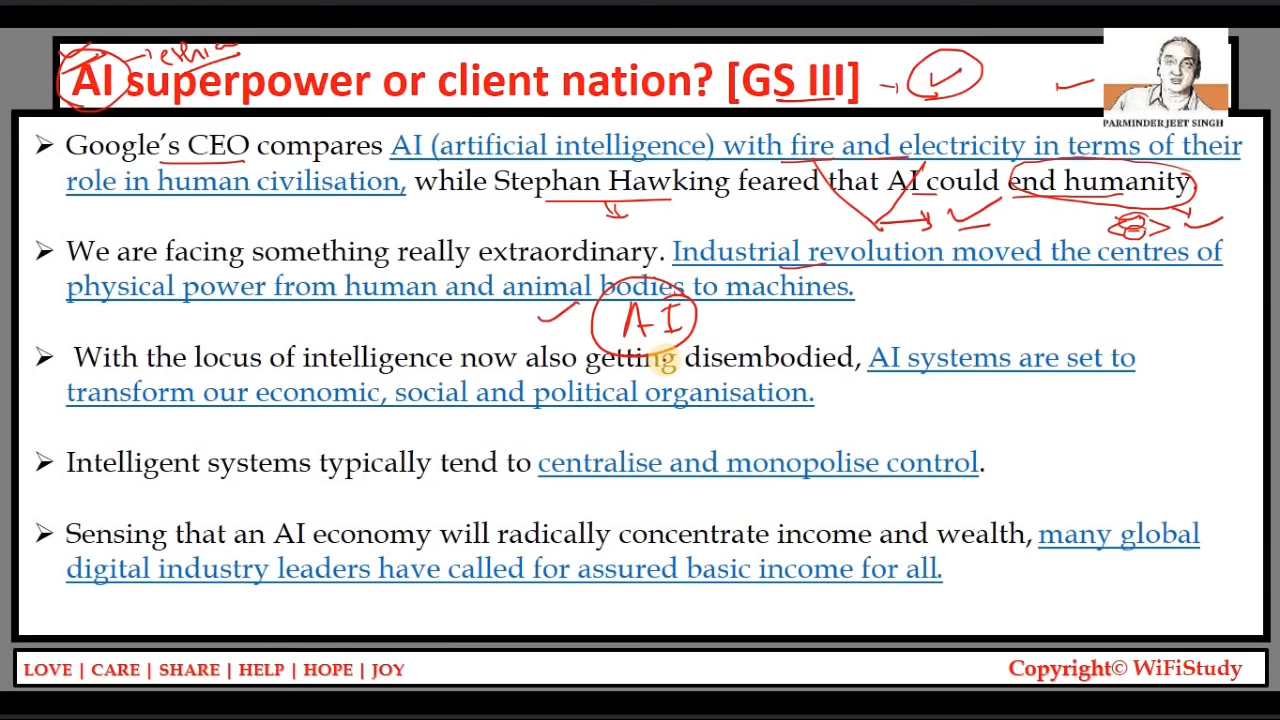 ethics
AI superpower or client nation? [GS III]
PARMINDER JEET SINGH
➢ Google's CEO compares AI (artificial intelligence) with fire and electricity in terms of their
role in human civilisation, while Stephan Hawking feared that AI could end humanity.
➢ We are facing something really extraordinary. Industrial revolution moved the centres of
physical power from human and animal bodies to machines.
AI
➢ With the locus of intelligence now also getting disembodied, AI systems are set to
transform our economic, social and political organisation.
➢ Intelligent systems typically tend to centralise and monopolise control.
➢ Sensing that an AI economy will radically concentrate income and wealth, many global
digital industry leaders have called for assured basic income for all.
LOVE | CARE | SHARE | HELP | HOPE | JOY
Copyright© WiFiStudy